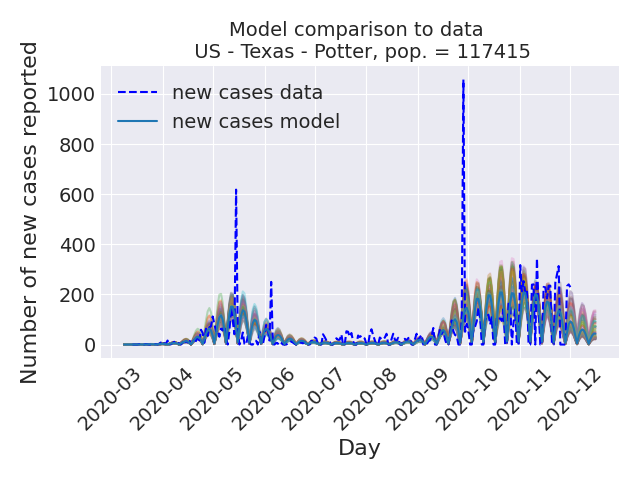 Model comparison to data
US - Texas - Potter, pop. = 117415
Number of new cases reported
1000
800
600
400
200
0
new cases data
new cases model
2020-03
2020-04
2020-05
2020-06
2020-07
2020-08
2020-09
2020-10
2020-11
2020-12
Day